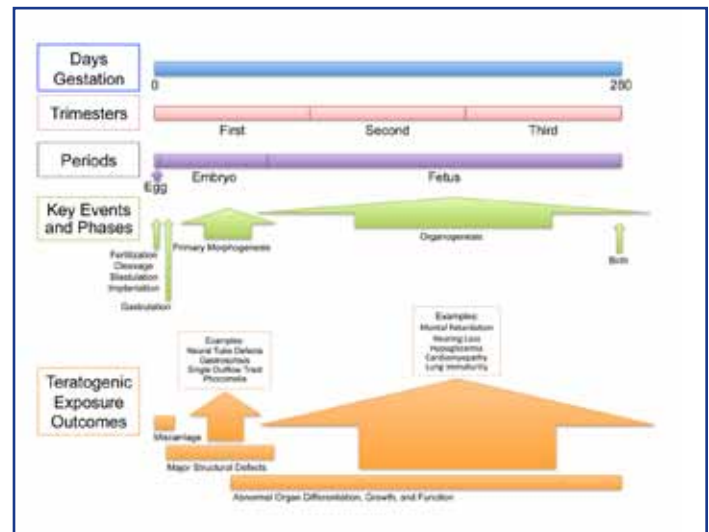 Days
Gestation
0
280
Trimesters
First
Second
Third
Periods
Egg
Embryo
Fetus
Key Events
and Phases
Fertilization
Cleavage
Blastulation
Implantation
Gastrulation
Primary Morphogenesis
Organogenesis
Birth
Teratogenic
Exposure
Outcomes
Examples:
Neural Tube Defects
Gastroschisis
Single Outflow Tract
Phocomelia
Examples:
Mental Retardation
Hearing Loss
Hypoglycemia
Cardiomyopathy
Lung Immaturity
Miscarriage
Major Structural Defects
Abnormal Organ Differentiation, Growth, and Function